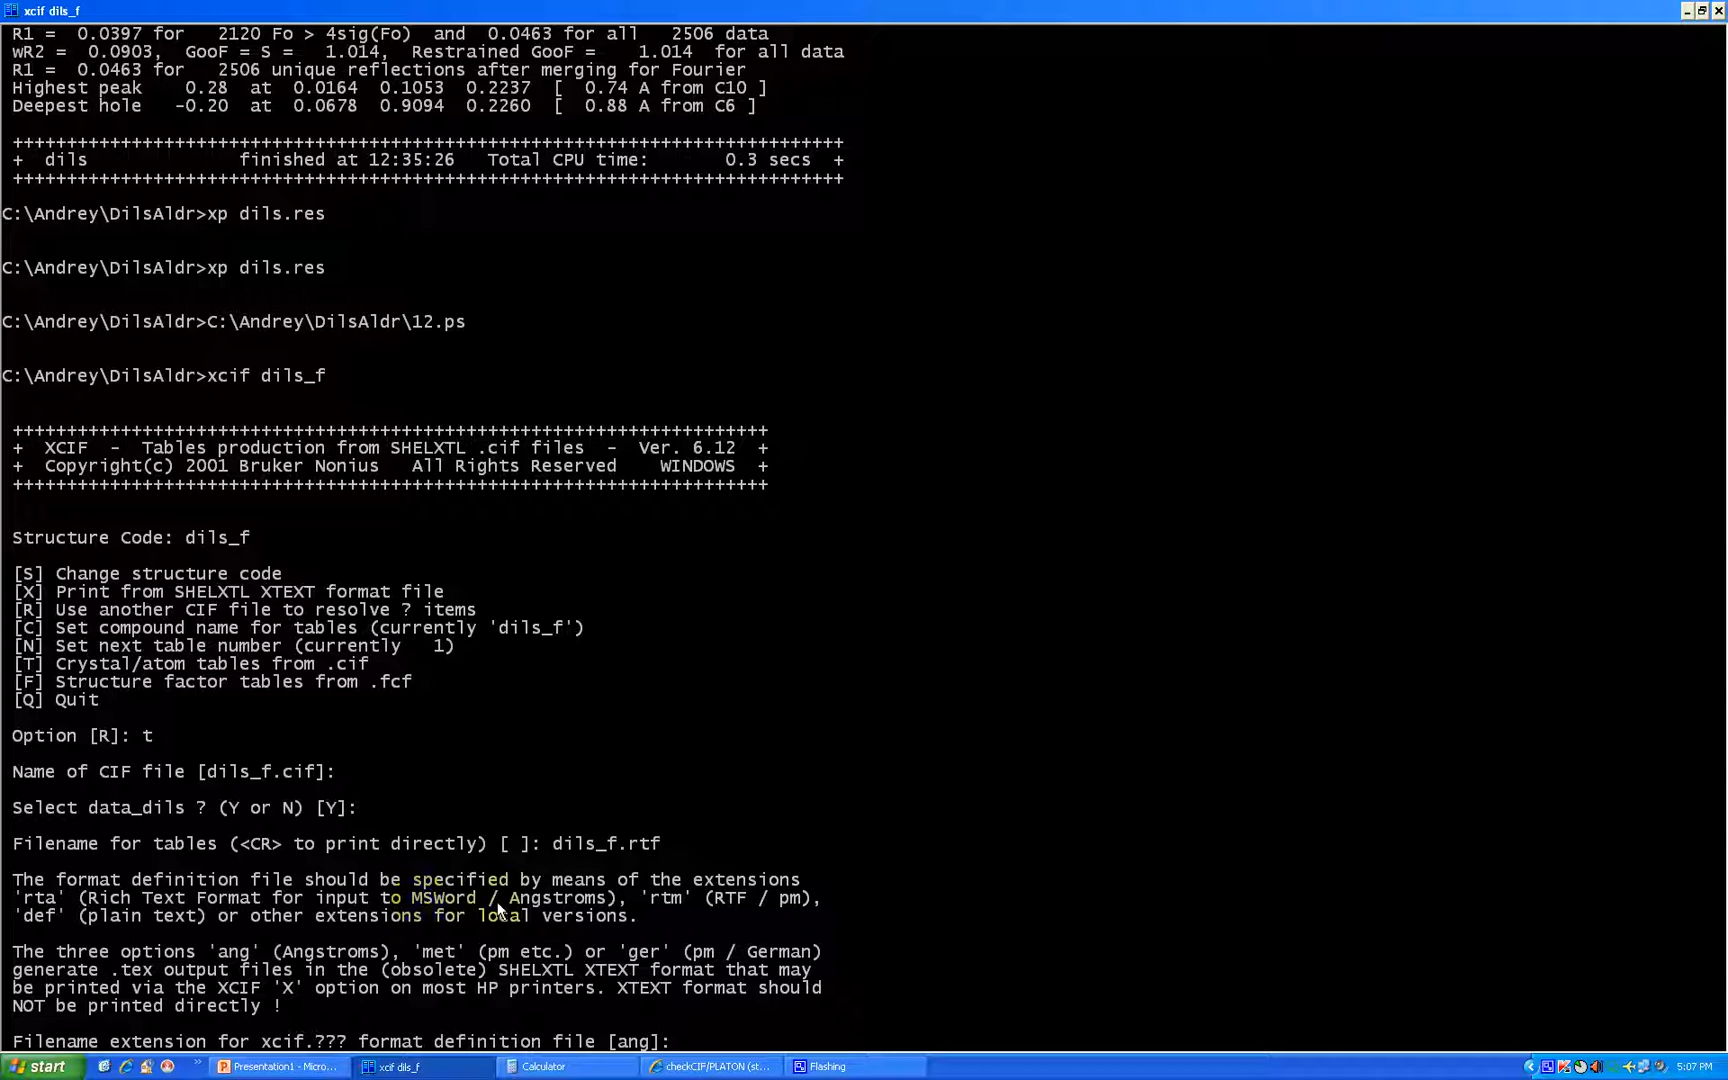 xcif dils_f
R1 = 0.0397 for 2120 Fo > 4sig(Fo) and 0.0463 for all 2506 data
wR2 = 0.0903, GooF = S = 1.014, Restrained GooF = 1.014 for all data
R1 = 0.0463 for 2506 unique reflections after merging for Fourier
Highest peak 0.28 at 0.0164 0.1053 0.2237 [ 0.74 A from C10 ]
Deepest hole -0.20 at 0.0678 0.9094 0.2260 [ 0.88 A from C6 ]
+++++++++++++++++++++++++++++++++++++++++++++++++++++++++++++++++++++++++++++
+ dils finished at 12:35:26 Total CPU time: 0.3 secs +
+++++++++++++++++++++++++++++++++++++++++++++++++++++++++++++++++++++++++++++
C:\Andrey\DilsAldr>xp dils.res
C:\Andrey\DilsAldr>xp dils.res
C:\Andrey\DilsAldr>C:\Andrey\DilsAldr\12.ps
C:\Andrey\DilsAldr>xcif dils_f
++++++++++++++++++++++++++++++++++++++++++++++++++++++++++++++++++++++
+ XCIF - Tables production from SHELXTL .cif files - Ver. 6.12 +
+ Copyright(c) 2001 Bruker Nonius All Rights Reserved WINDOWS +
++++++++++++++++++++++++++++++++++++++++++++++++++++++++++++++++++++++
Structure Code: dils_f
[S] Change structure code
[X] Print from SHELXTL XTEXT format file
[R] Use another CIF file to resolve ? items
[C] Set compound name for tables (currently 'dils_f')
[N] Set next table number (currently 1)
[T] Crystal/atom tables from .cif
[F] Structure factor tables from .fcf
[Q] Quit
Option [R]: t
Name of CIF file [dils_f.cif]:
Select data_dils ? (Y or N) [Y]:
Filename for tables (<CR> to print directly) [ ]: dils_f.rtf
The format definition file should be specified by means of the extensions
'rta' (Rich Text Format for input to MSWord / Angstroms), 'rtm' (RTF / pm),
'def' (plain text) or other extensions for local versions.
The three options 'ang' (Angstroms), 'met' (pm etc.) or 'ger' (pm / German)
generate .tex output files in the (obsolete) SHELXTL XTEXT format that may
be printed via the XCIF 'X' option on most HP printers. XTEXT format should
NOT be printed directly !
Filename extension for xcif.??? format definition file [ang]:
start
Presentation1 - Micro...
xcif dils_f
Calculator
checkCIF/PLATON (st...
Flashing
5:07 PM